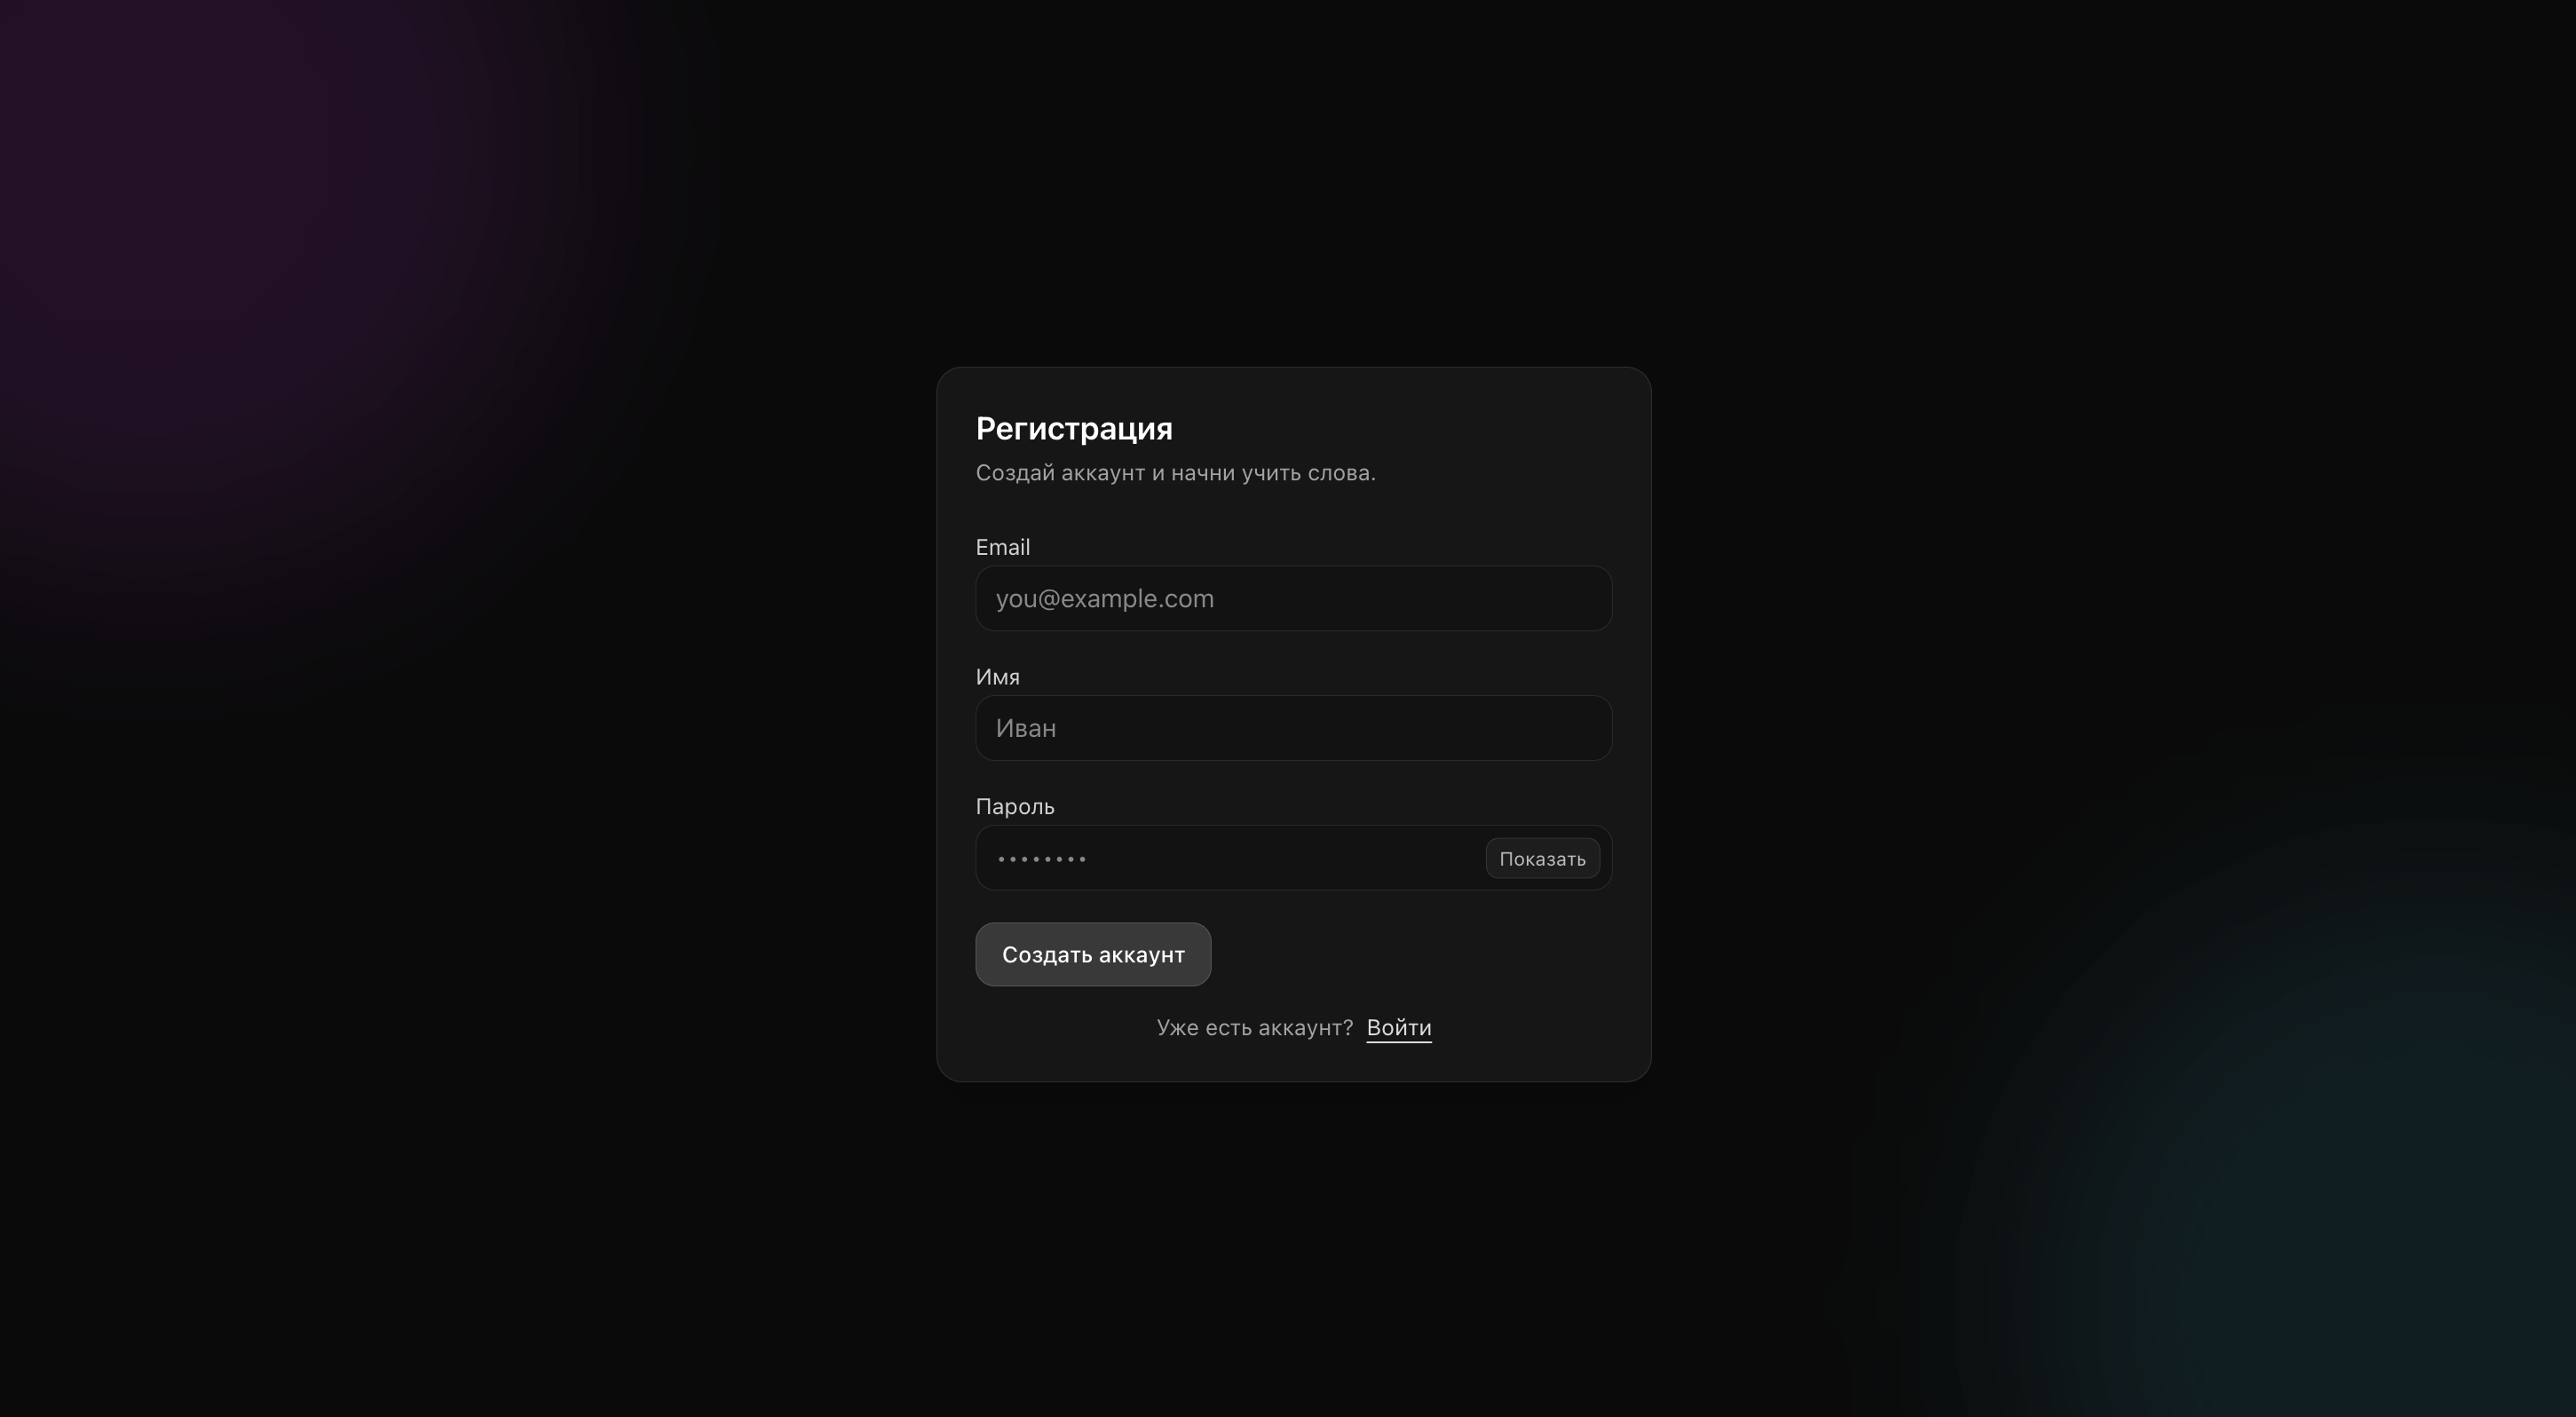 Регистрация
Создай аккаунт и начни учить слова.
Email
you@example.com
Имя
Иван
Пароль
••••••••
Показать
Создать аккаунт
Уже есть аккаунт? Войти